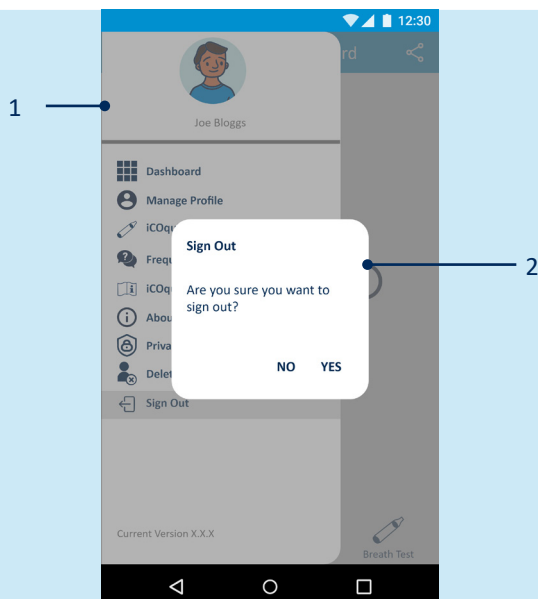 12:30
rd
1
Joe Bloggs
Dashboard
Manage Profile
iCOqu
Sign Out
Frequ
2
Are you sure you want to
sign out?
iCOq
Abou
Priva
Delet
NO YES
Sign Out
Current Version X.X.X
Breath Test